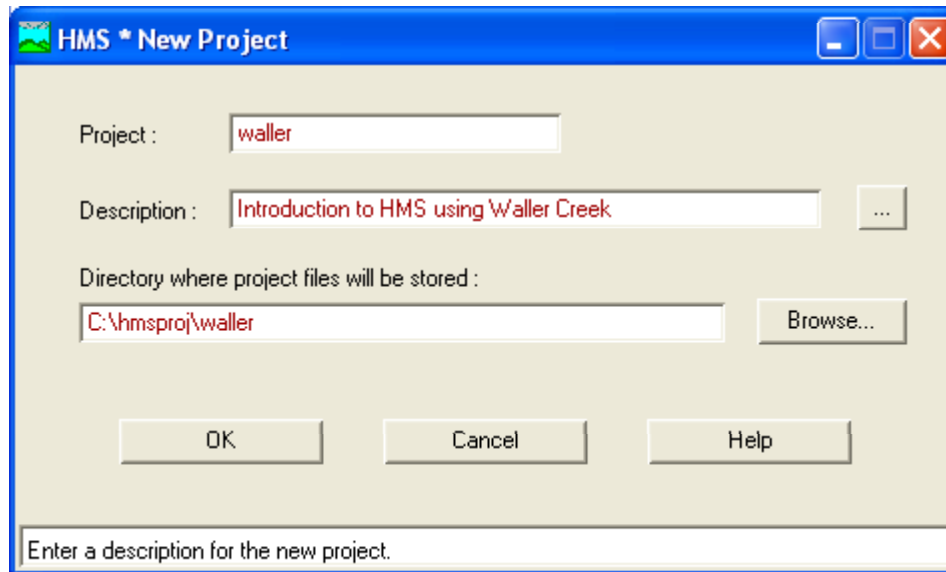 HMS * New Project
Project : waller
Description : Introduction to HMS using Waller Creek ...
Directory where project files will be stored :
C:\hmsproj\waller Browse...
OK Cancel Help
Enter a description for the new project.